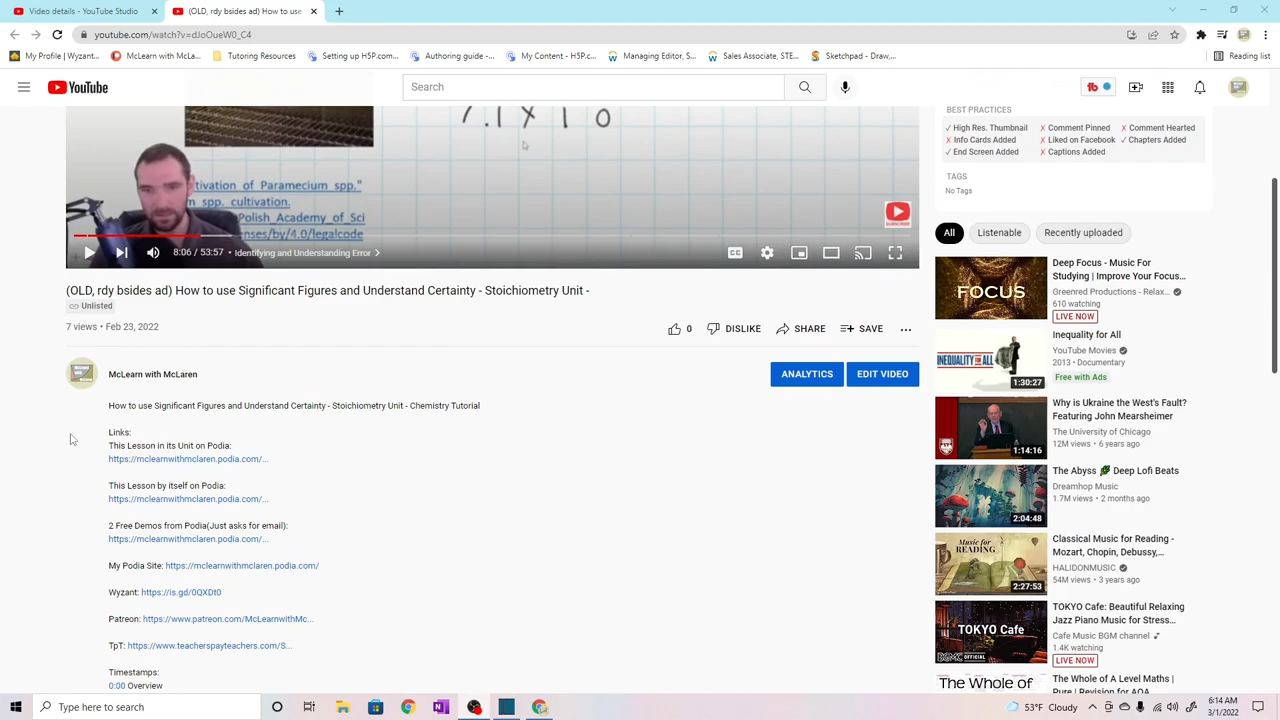 Video details - YouTube Studio
(OLD, rdy bsides ad) How to use
youtube.com/watch?v=dJoOueW0_C4
My Profile | Wyzant...
McLearn with McLar...
Tutoring Resources
Setting up H5P.com...
Authoring guide -...
My Content - H5P.c...
Managing Editor, S...
Sales Associate, STE...
Sketchpad - Draw,...
Reading list
YouTube
Search
7.1 x 1 0
tivation of Paramecium spp."
m spp. cultivation.
Polish_Academy_of_Sci
enses/by/4.0/legalcode
SUBSCRIBE
8:06 / 53:57 • Identifying and Understanding Error >
CC
(OLD, rdy bsides ad) How to use Significant Figures and Understand Certainty - Stoichiometry Unit -
Unlisted
7 views • Feb 23, 2022
0
DISLIKE
SHARE
SAVE
McLearn with McLaren
ANALYTICS
EDIT VIDEO
How to use Significant Figures and Understand Certainty - Stoichiometry Unit - Chemistry Tutorial
Links:
This Lesson in its Unit on Podia:
https://mclearnwithmclaren.podia.com/...
This Lesson by itself on Podia:
https://mclearnwithmclaren.podia.com/...
2 Free Demos from Podia(Just asks for email):
https://mclearnwithmclaren.podia.com/...
My Podia Site: https://mclearnwithmclaren.podia.com/
Wyzant: https://is.gd/0QXDt0
Patreon: https://www.patreon.com/McLearnwithMc...
TpT: https://www.teacherspayteachers.com/S...
Timestamps:
0:00 Overview
BEST PRACTICES
✓ High Res. Thumbnail ✗ Comment Pinned ✗ Comment Hearted
✗ Info Cards Added ✗ Liked on Facebook ✓ Chapters Added
✓ End Screen Added ✗ Captions Added
TAGS
No Tags
All
Listenable
Recently uploaded
FOCUS
Deep Focus - Music For
Studying | Improve Your Focus...
Greenred Productions - Relax...
610 watching
LIVE NOW
INEQUALITY FOR ALL
1:30:27
Inequality for All
YouTube Movies
2013 • Documentary
Free with Ads
1:14:16
Why is Ukraine the West's Fault?
Featuring John Mearsheimer
The University of Chicago
12M views • 6 years ago
2:04:48
The Abyss 🌿 Deep Lofi Beats
Dreamhop Music
1.7M views • 2 months ago
Music for
READING
2:27:53
Classical Music for Reading -
Mozart, Chopin, Debussy,...
HALIDONMUSIC
54M views • 3 years ago
TOKYO Cafe
BGMC OFFICIAL
TOKYO Cafe: Beautiful Relaxing
Jazz Piano Music for Stress...
Cafe Music BGM channel
1.4K watching
LIVE NOW
The Whole of
The Whole of A Level Maths |
Pure | Revision for AQA
Type here to search
53°F Cloudy
6:14 AM
3/1/2022